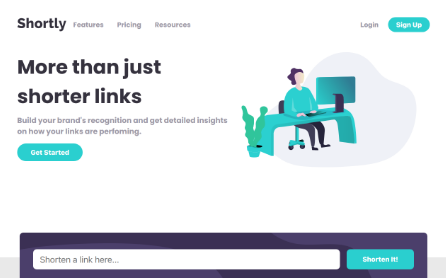 Shortly Features Pricing Resources Login Sign Up
More than just
shorter links
Build your brand's recognition and get detailed insights
on how your links are perfoming.
Get Started
Shorten a link here... Shorten It!